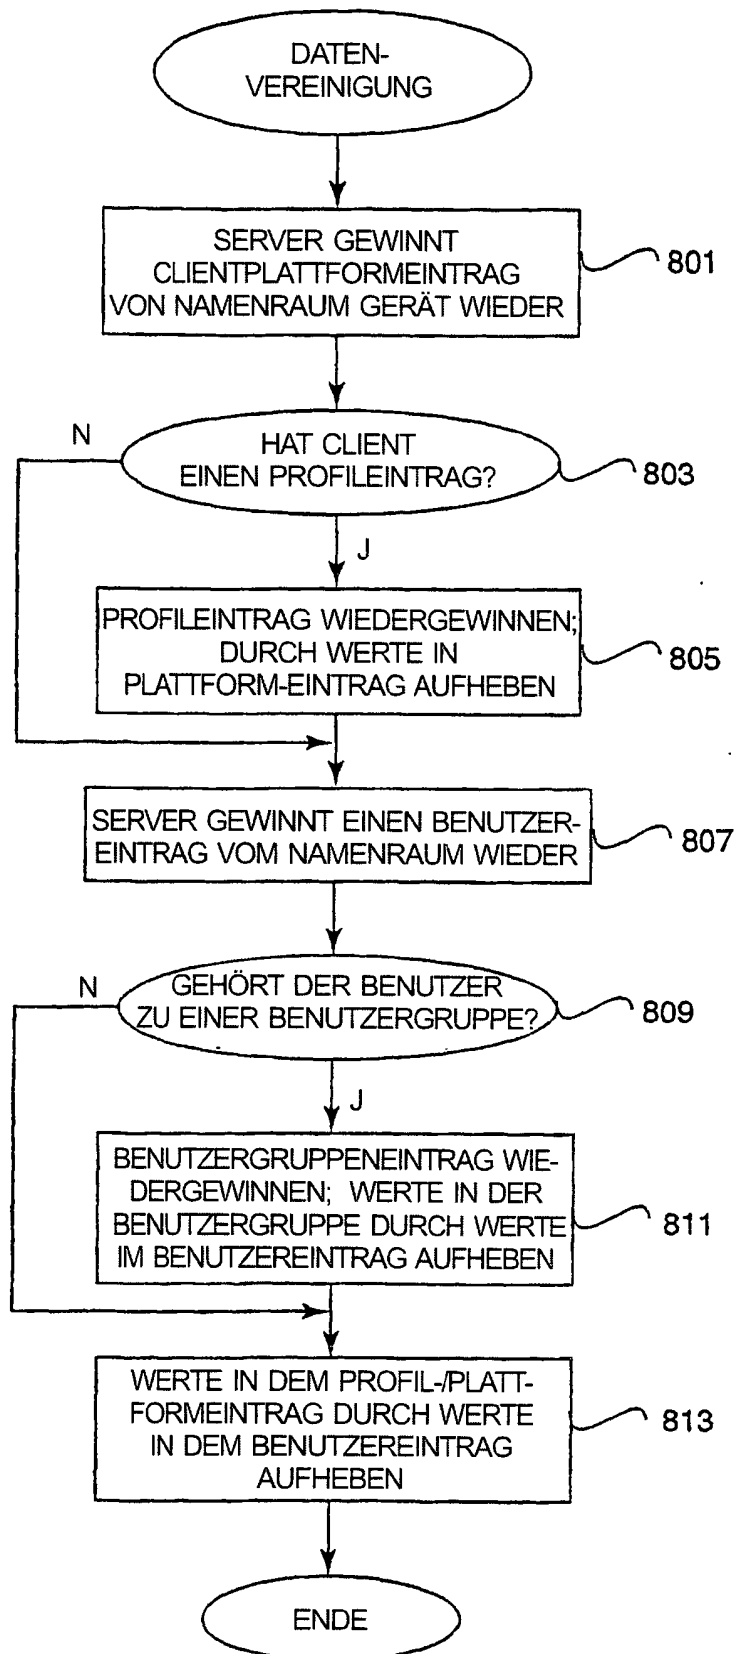 DATEN-
VEREINIGUNG
SERVER GEWINNT
CLIENTPLATTFORMEINTRAG
VON NAMENRAUM GERÄT WIEDER
801
N
HAT CLIENT
EINEN PROFILEINTRAG?
803
J
PROFILEINTRAG WIEDERGEWINNEN;
DURCH WERTE IN
PLATTFORM-EINTRAG AUFHEBEN
805
SERVER GEWINNT EINEN BENUTZER-
EINTRAG VOM NAMENRAUM WIEDER
807
N
GEHÖRT DER BENUTZER
ZU EINER BENUTZERGRUPPE?
809
J
BENUTZERGRUPPENEINTRAG WIE-
DERGEWINNEN; WERTE IN DER
BENUTZERGRUPPE DURCH WERTE
IM BENUTZEREINTRAG AUFHEBEN
811
WERTE IN DEM PROFIL-/PLATT-
FORMEINTRAG DURCH WERTE
IN DEM BENUTZEREINTRAG
AUFHEBEN
813
ENDE